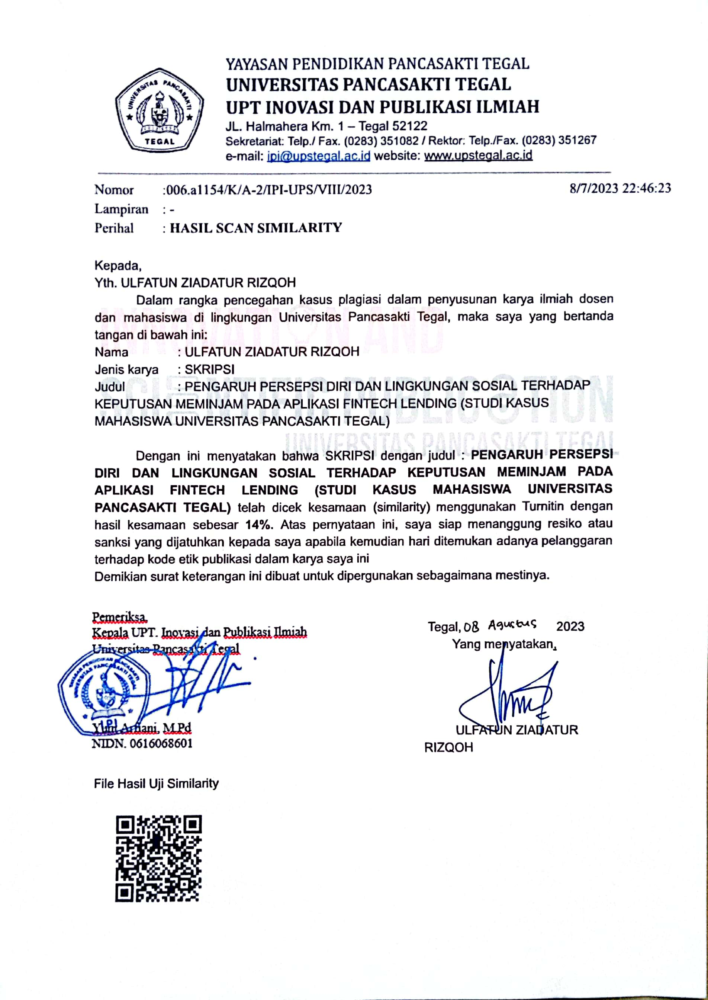 YAYASAN PENDIDIKAN PANCASAKTI TEGAL
UNIVERSITAS PANCASAKTI TEGAL
UPT INOVASI DAN PUBLIKASI ILMIAH
JL. Halmahera Km. 1 – Tegal 52122
Sekretariat: Telp./ Fax. (0283) 351082 / Rektor: Telp./Fax. (0283) 351267
e-mail: ipi@upstegal.ac.id website: www.upstegal.ac.id
UNIVERSITAS PANCASAKTI
TEGAL
Nomor :006.a1154/K/A-2/IPI-UPS/VIII/2023 8/7/2023 22:46:23
Lampiran : -
Perihal : HASIL SCAN SIMILARITY
Kepada,
Yth. ULFATUN ZIADATUR RIZQOH
Dalam rangka pencegahan kasus plagiasi dalam penyusunan karya ilmiah dosen
dan mahasiswa di lingkungan Universitas Pancasakti Tegal, maka saya yang bertanda
tangan di bawah ini:
Nama : ULFATUN ZIADATUR RIZQOH
Jenis karya : SKRIPSI
Judul : PENGARUH PERSEPSI DIRI DAN LINGKUNGAN SOSIAL TERHADAP
KEPUTUSAN MEMINJAM PADA APLIKASI FINTECH LENDING (STUDI KASUS
MAHASISWA UNIVERSITAS PANCASAKTI TEGAL)
INNOVATION AND
SCIENTIFIC PUBLICATION
UNIVERSITAS PANCASAKTI TEGAL
Dengan ini menyatakan bahwa SKRIPSI dengan judul : PENGARUH PERSEPSI
DIRI DAN LINGKUNGAN SOSIAL TERHADAP KEPUTUSAN MEMINJAM PADA
APLIKASI FINTECH LENDING (STUDI KASUS MAHASISWA UNIVERSITAS
PANCASAKTI TEGAL) telah dicek kesamaan (similarity) menggunakan Turnitin dengan
hasil kesamaan sebesar 14%. Atas pernyataan ini, saya siap menanggung resiko atau
sanksi yang dijatuhkan kepada saya apabila kemudian hari ditemukan adanya pelanggaran
terhadap kode etik publikasi dalam karya saya ini
Demikian surat keterangan ini dibuat untuk dipergunakan sebagaimana mestinya.
Pemeriksa,
Kepala UPT. Inovasi dan Publikasi Ilmiah
Universitas Pancasakti Tegal
YAYASAN PENDIDIKAN PANCASAKTI
UNIVERSITAS PANCASAKTI TEGAL
IPI
M.Pd
NIDN. 0616068601
Tegal, 08 Agustus 2023
Yang menyatakan,
ULFATUN ZIADATUR
RIZQOH
File Hasil Uji Similarity